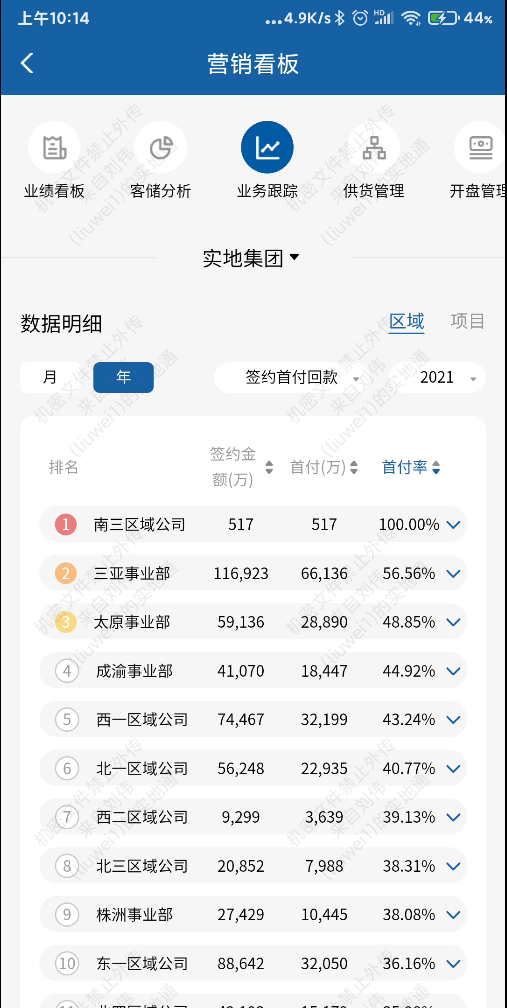 上午10:14
...4.9K/s HD 44%
营销看板
业绩看板 客储分析 业务跟踪 供货管理 开盘管理
实地集团
数据明细 区域 项目
月 年 签约首付回款 2021
排名 签约金额(万) 首付(万) 首付率
1 南三区域公司 517 517 100.00%
2 三亚事业部 116,923 66,136 56.56%
3 太原事业部 59,136 28,890 48.85%
4 成渝事业部 41,070 18,447 44.92%
5 西一区域公司 74,467 32,199 43.24%
6 北一区域公司 56,248 22,935 40.77%
7 西二区域公司 9,299 3,639 39.13%
8 北三区域公司 20,852 7,988 38.31%
9 株洲事业部 27,429 10,445 38.08%
10 东一区域公司 88,642 32,050 36.16%
机密文件禁止外传
来自刘伟
(liuwei1)的实地通